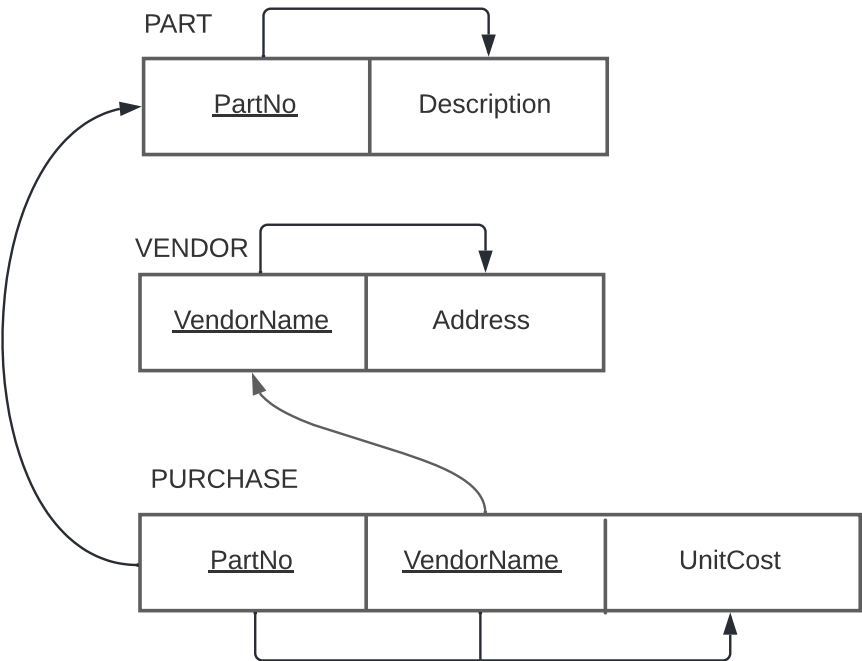 PART
PartNo Description
VENDOR
VendorName Address
PURCHASE
PartNo VendorName UnitCost